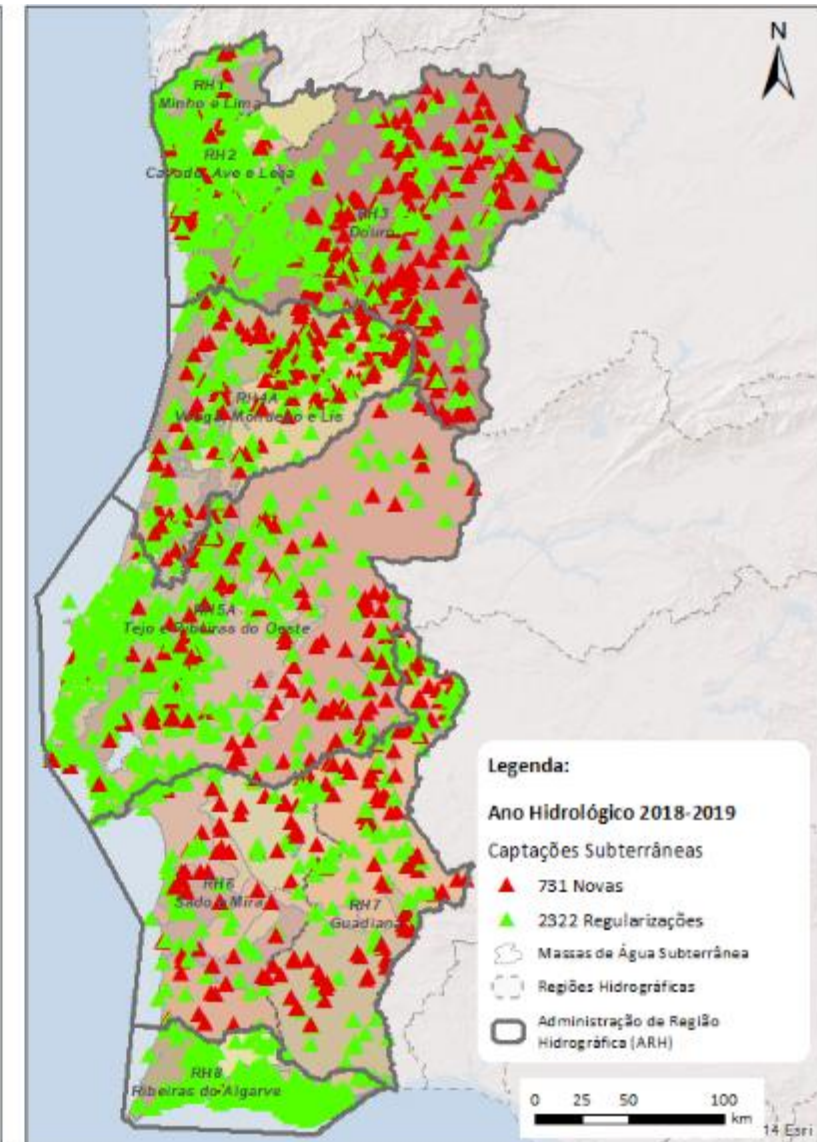 N
RH1
Minho e Lima
RH2
Cavado, Ave e Leça
RH3
Douro
RH4A
Vouga, Mondego e Lis
RH5A
Tejo e Ribeiras do Oeste
RH6
Sado e Mira
RH7
Guadiana
RH8
Ribeiras do Algarve
Legenda:
Ano Hidrológico 2018-2019
Captações Subterrâneas
731 Novas
2322 Regularizações
Massas de Água Subterrânea
Regiões Hidrográficas
Administração de Região
Hidrográfica (ARH)
0 25 50 100
km
14 Esri